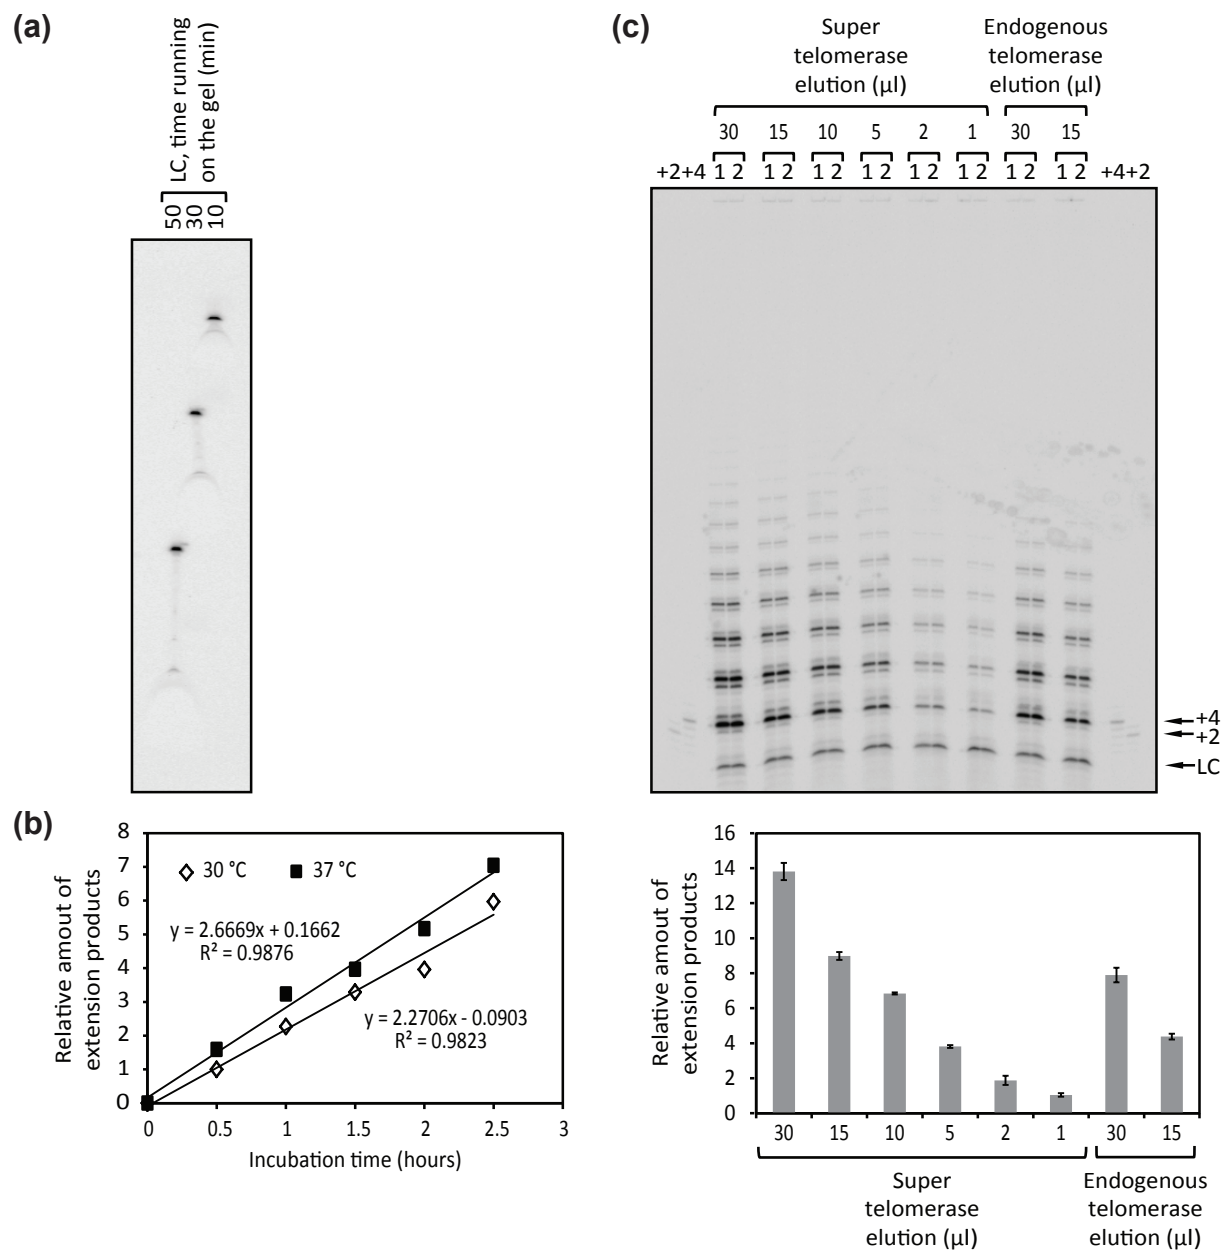 (a)
LC, time running
on the gel (min)
50
30
10
(b)
8
7
6
5
4
3
2
1
0
30 °C
37 °C
y = 2.6669x + 0.1662
R² = 0.9876
y = 2.2706x - 0.0903
R² = 0.9823
0 0.5 1 1.5 2 2.5 3
Incubation time (hours)
Relative amout of
extension products
(c)
Super
telomerase
elution (µl)
Endogenous
telomerase
elution (µl)
30 15 10 5 2 1 30 15
+2+4 1 2 1 2 1 2 1 2 1 2 1 2 1 2 1 2 +4+2
+4
+2
LC
16
14
12
10
8
6
4
2
0
Relative amount of
extension products
30 15 10 5 2 1 30 15
Super
telomerase
elution (µl)
Endogenous
telomerase
elution (µl)